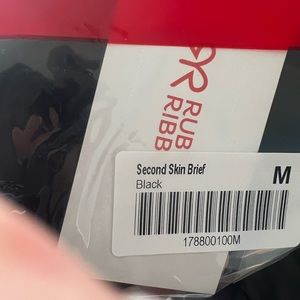 RUB
RIBB
Second Skin Brief
M
Black
178800100M